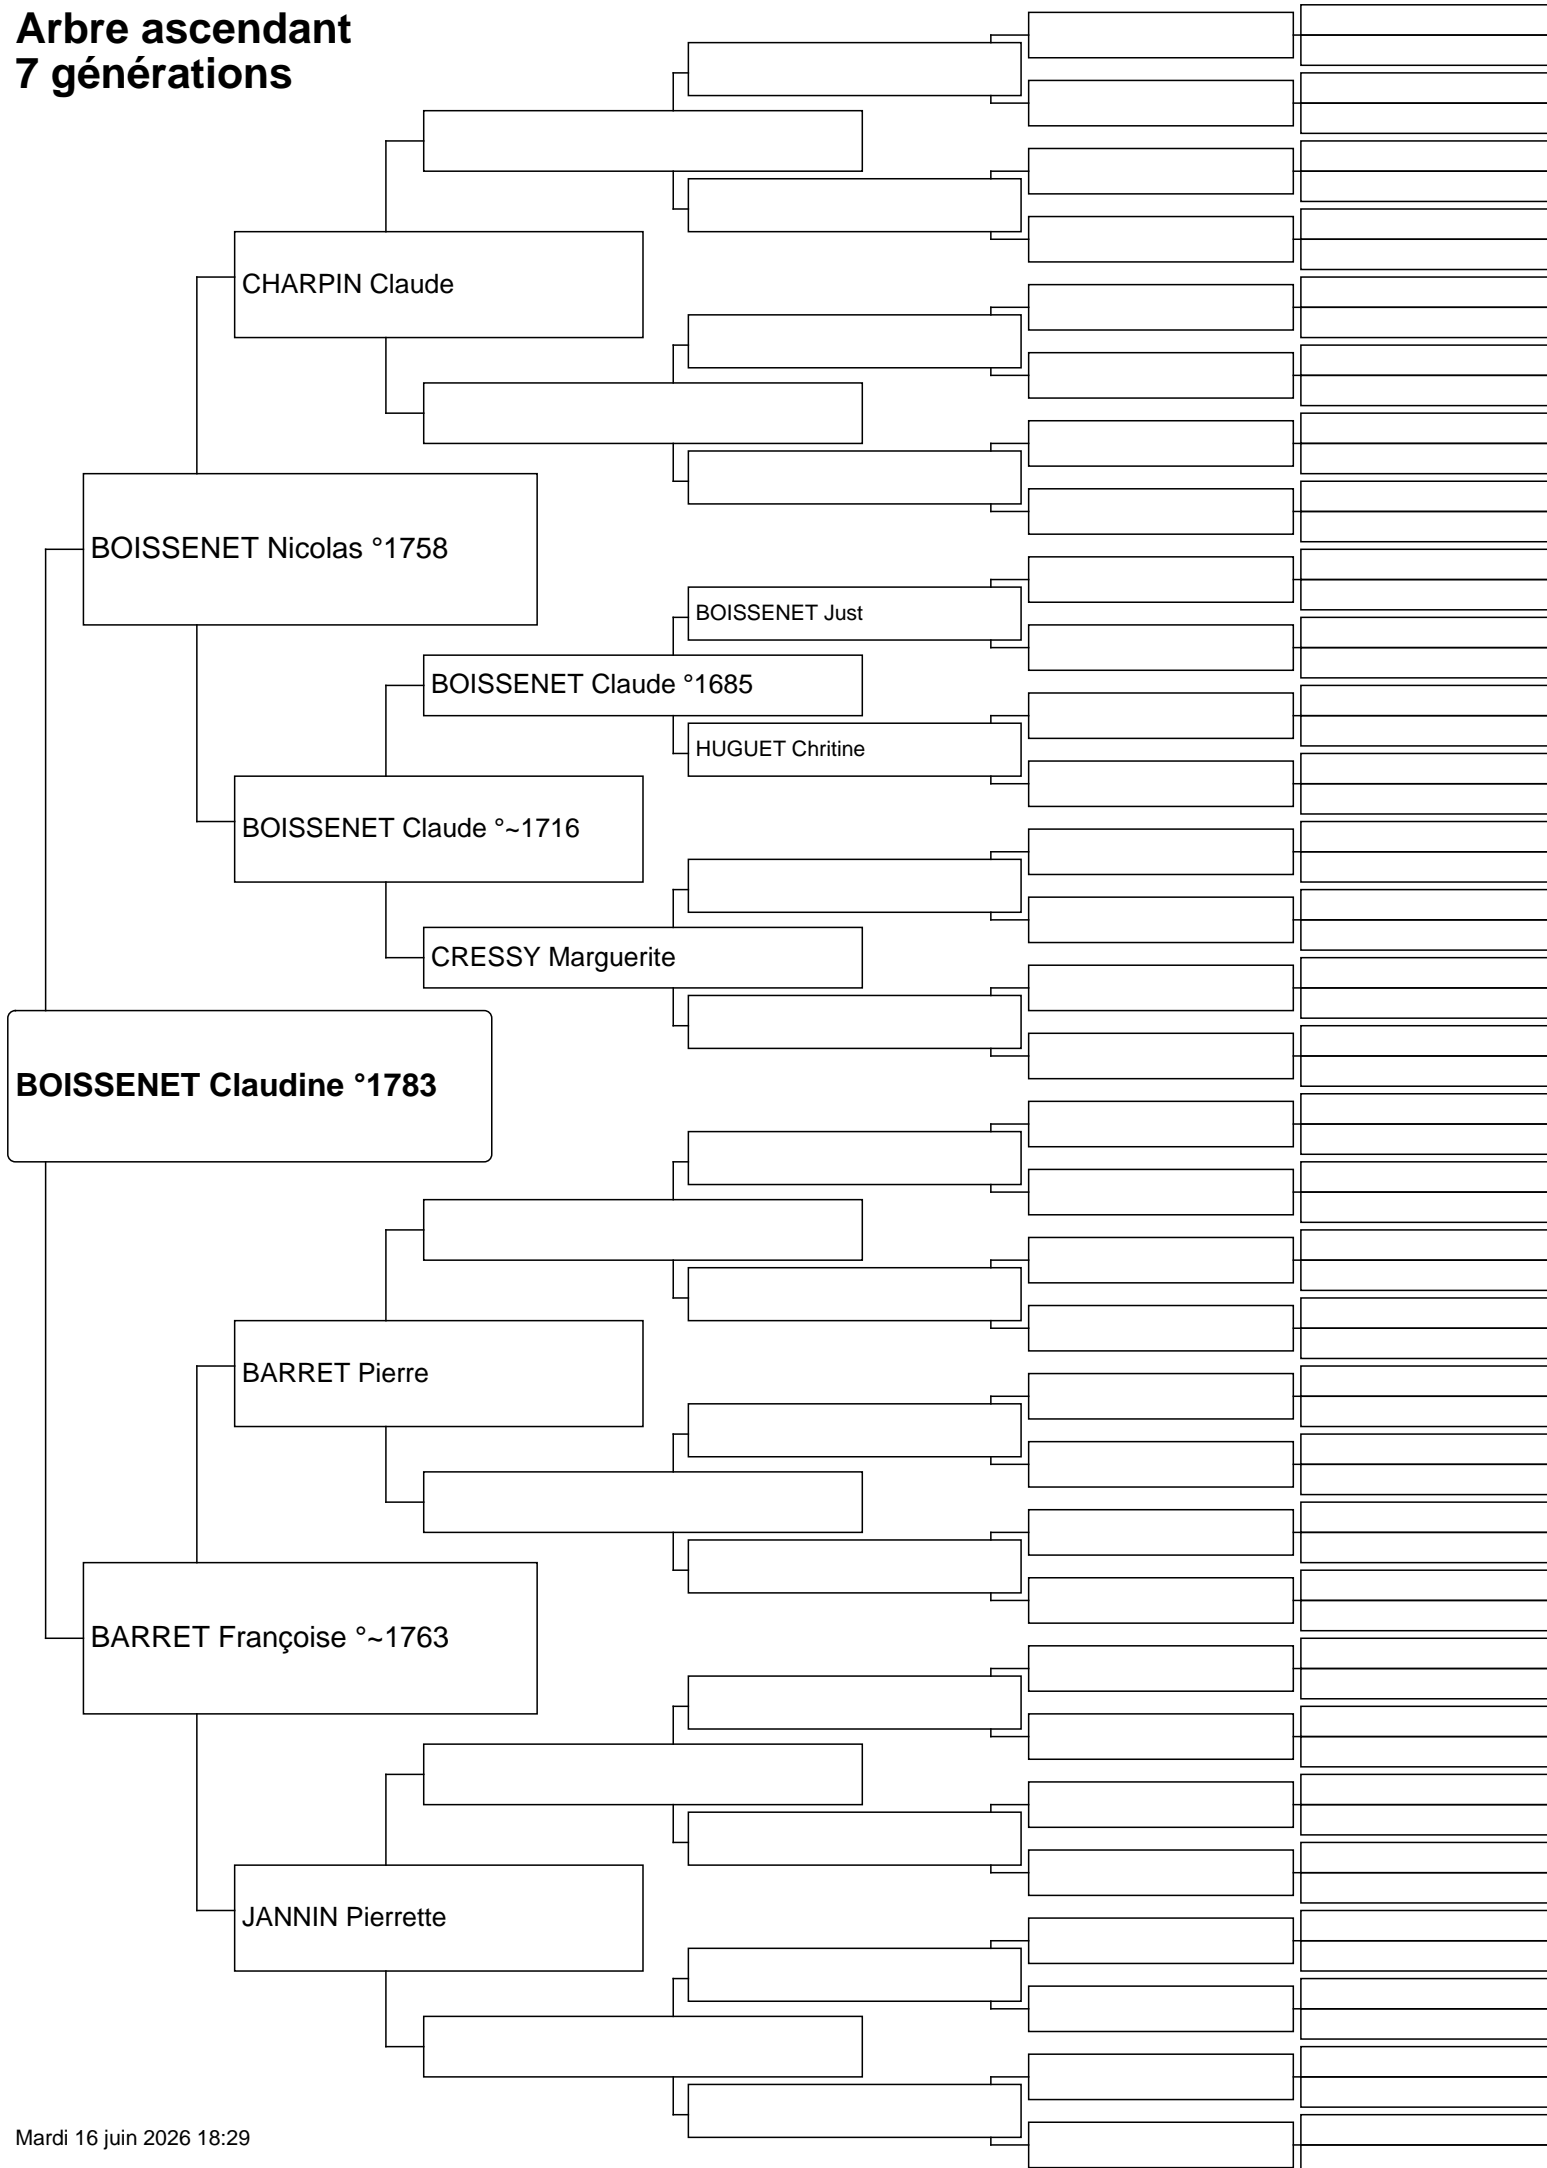 Arbre ascendant
7 générations
CHARPIN Claude
BOISSENET Nicolas °1758
BOISSENET Just
BOISSENET Claude °1685
HUGUET Chritine
BOISSENET Claude °~1716
CRESSY Marguerite
BOISSENET Claudine °1783
BARRET Pierre
BARRET Françoise °~1763
JANNIN Pierrette
Mardi 16 juin 2026 18:29